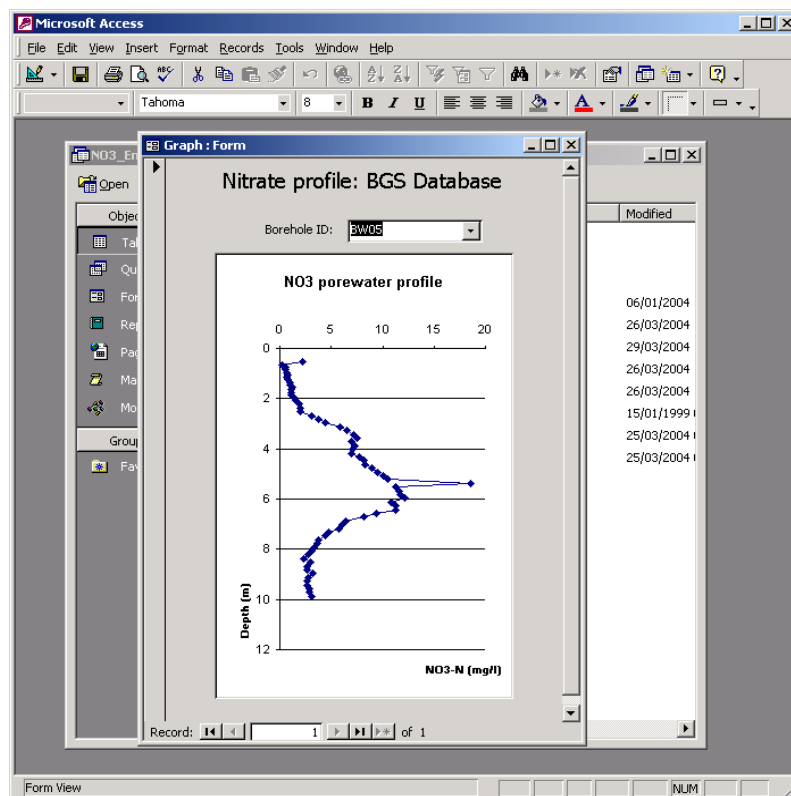 Microsoft Access
File Edit View Insert Format Records Tools Window Help
Tahoma 8 B I U
NO3_En
Graph : Form
Open
Nitrate profile: BGS Database
Objec
Modified
Borehole ID: BW05
Tal
Qu
For
Rep
Pag
Ma
Mo
Group
Fav
06/01/2004
26/03/2004
29/03/2004
26/03/2004
26/03/2004
15/01/1999
25/03/2004
25/03/2004
NO3 porewater profile
0 5 10 15 20
0
2
4
6
8
10
12
Depth (m)
NO3-N (mg/l)
Record: 1 of 1
Form View NUM